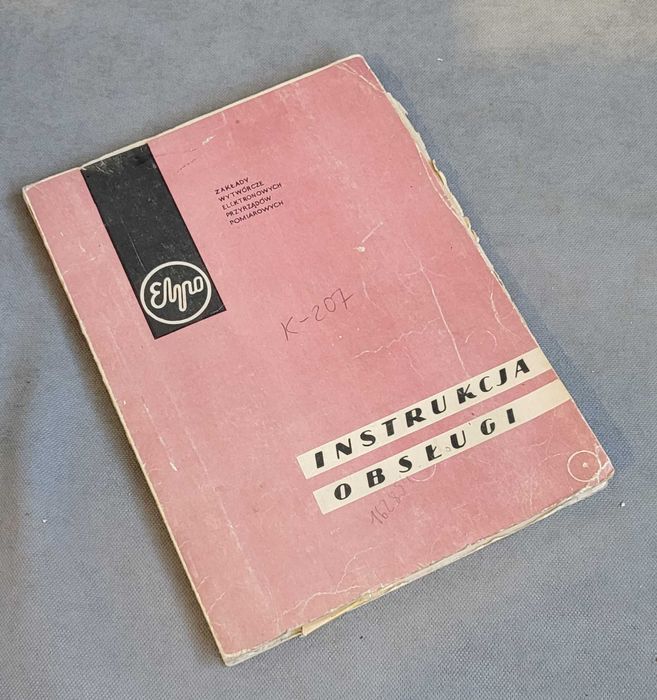 ZAKŁADY
WYTWÓRCZE
ELEKTRONOWYCH
PRZYRZĄDÓW
POMIAROWYCH
Elpo
K-207
INSTRUKCJA
OBSŁUGI